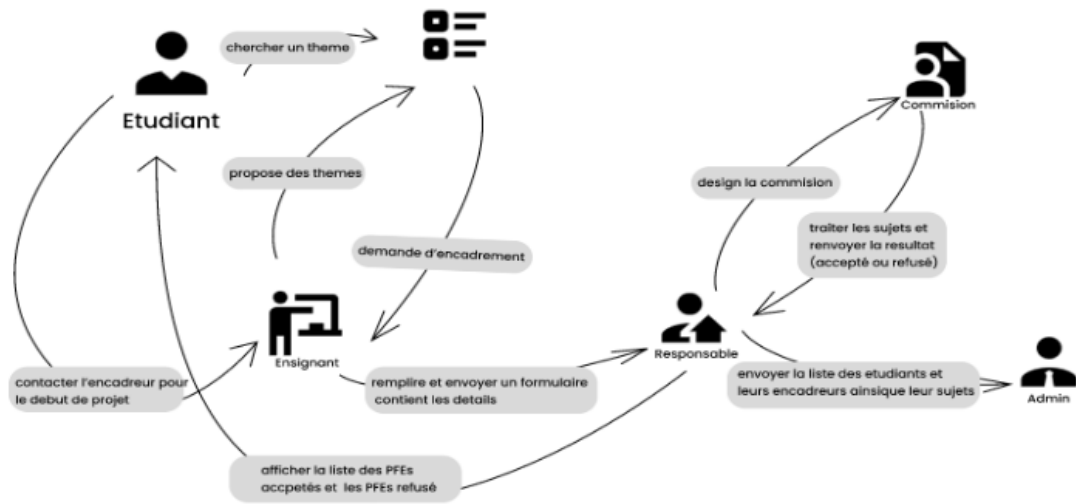 chercher un theme
Etudiant
Commision
propose des themes
design la commision
traiter les sujets et
renvoyer la resultat
(accepté ou refusé)
demande d'encadrement
Ensignant
Responsable
contacter l'encadreur pour
le debut de projet
remplire et envoyer un formulaire
contient les details
envoyer la liste des etudiants et
leurs encadreurs ainsique leur sujets
Admin
afficher la liste des PFEs
accpetés et les PFEs refusé